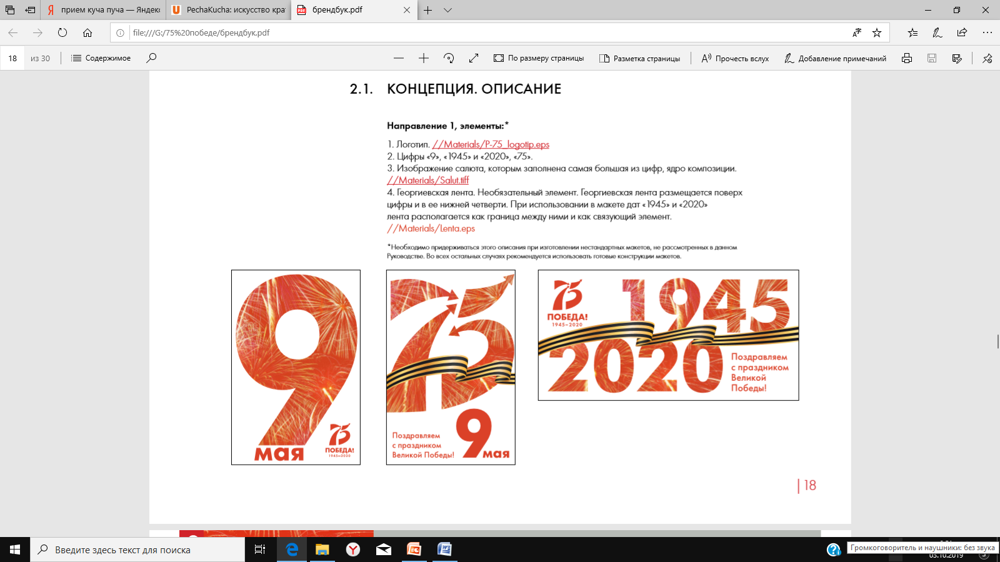 прием куча пуча — Яндекс
PechaKucha: искусство кра
брендбук.pdf
file:///G:/75%20победе/брендбук.pdf
18 из 30
Содержимое
По размеру страницы
Разметка страницы
Прочесть вслух
Добавление примечаний
2.1. КОНЦЕПЦИЯ. ОПИСАНИЕ
Направление 1, элементы:*
1. Логотип. //Materials/P-75_logotip.eps
2. Цифры «9», «1945» и «2020», «75».
3. Изображение салюта, которым заполнена самая большая из цифр, ядро композиции.
//Materials/Salut.tiff
4. Георгиевская лента. Необязательный элемент. Георгиевская лента размещается поверх
цифры и в ее нижней четверти. При использовании в макете дат «1945» и «2020»
лента располагается как граница между ними и как связующий элемент.
//Materials/Lenta.eps
*Необходимо придерживаться этого описания при изготовлении нестандартных макетов, не рассмотренных в данном
Руководстве. Во всех остальных случаях рекомендуется использовать готовые конструкции макетов.
9
мая
75
ПОБЕДА!
1945–2020
75
Поздравляем
с праздником
Великой Победы!
9 мая
75
ПОБЕДА!
1945–2020
1945
2020
Поздравляем
с праздником
Великой
Победы!
| 18
Введите здесь текст для поиска
Громкоговоритель и наушники: без звука
03.10.2019